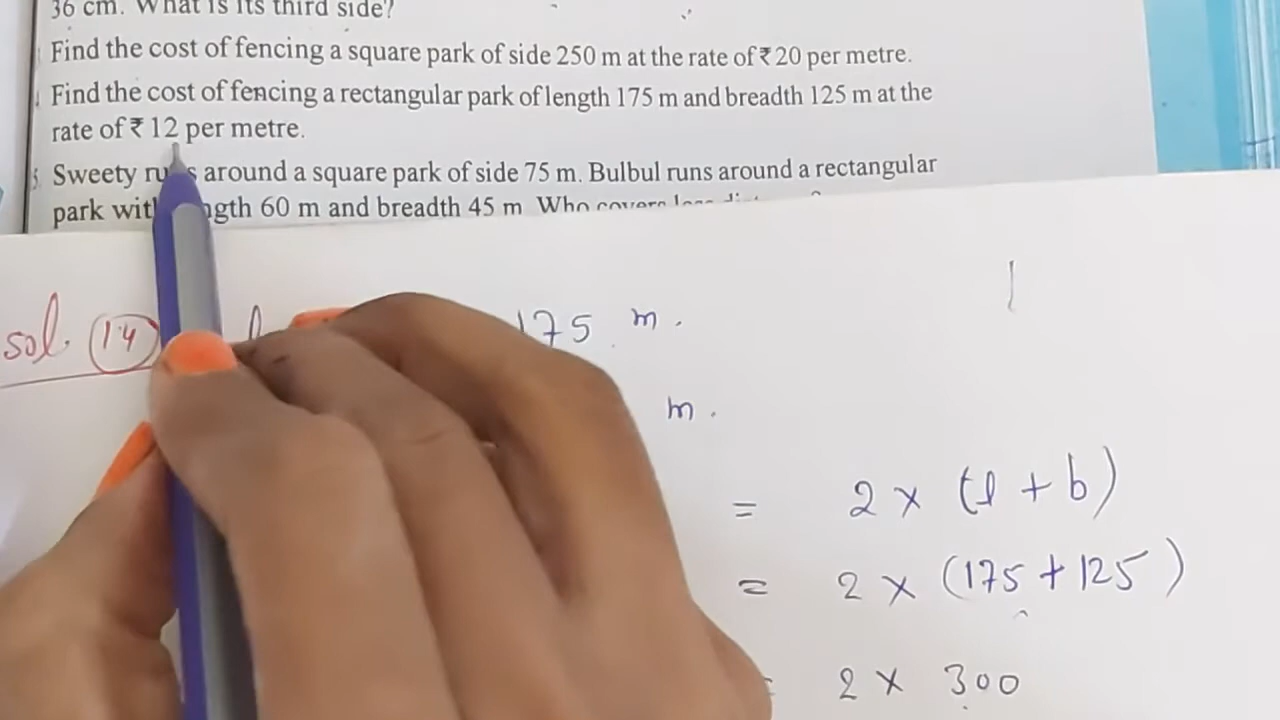 36 cm. What is its third side?
Find the cost of fencing a square park of side 250 m at the rate of ₹ 20 per metre.
Find the cost of fencing a rectangular park of length 175 m and breadth 125 m at the
rate of ₹ 12 per metre.
Sweety around a square park of side 75 m. Bulbul runs around a rectangular
park 60 m and breadth 45 m. Who covers less
sol. 14 175 m.
m.
= 2 × (l + b)
= 2 × (175 + 125)
2 × 300